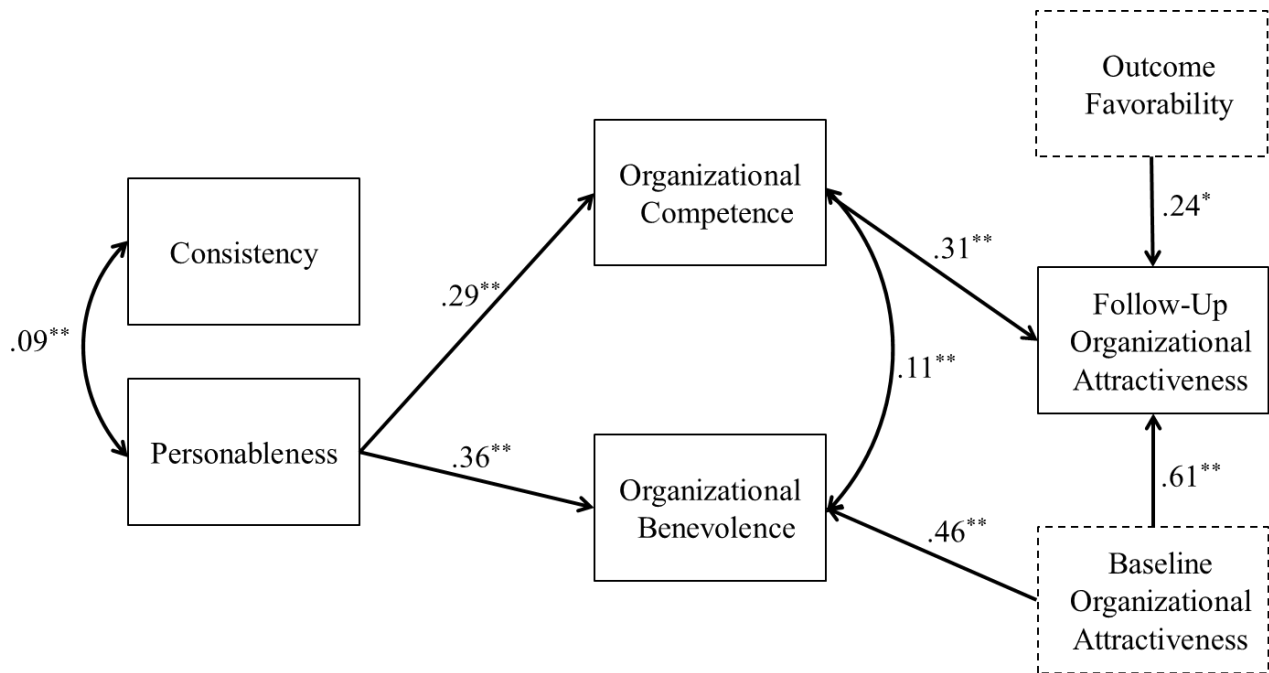 Outcome
Favorability
.24*
Organizational
Competence
Consistency
.31**
.29**
Follow-Up
Organizational
Attractiveness
.09**
.11**
Personableness
.36**
Organizational
Benevolence
.46**
.61**
Baseline
Organizational
Attractiveness